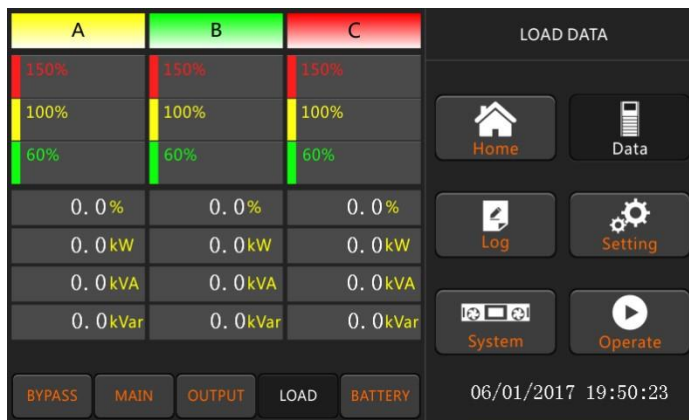 A B C LOAD DATA
150% 150% 150%
100% 100% 100%
60% 60% 60%
Home Data
0.0% 0.0% 0.0%
0.0kW 0.0kW 0.0kW
Log Setting
0.0kVA 0.0kVA 0.0kVA
0.0kVar 0.0kVar 0.0kVar
System Operate
BYPASS MAIN OUTPUT LOAD BATTERY
06/01/2017 19:50:23